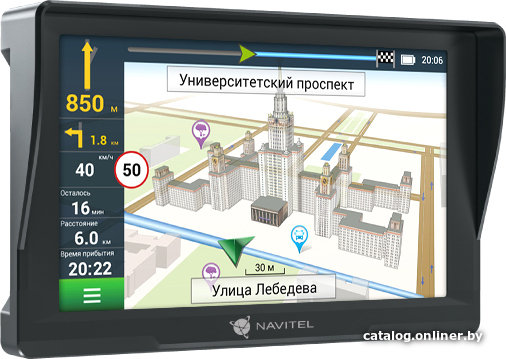 20:06
Университетский проспект
850 м
1.8 км
км/ч
40
50
Осталось
16 мин
Расстояние
6.0 км
Время прибытия
20:22
30 м
Улица Лебедева
NAVITEL
catalog.onliner.by